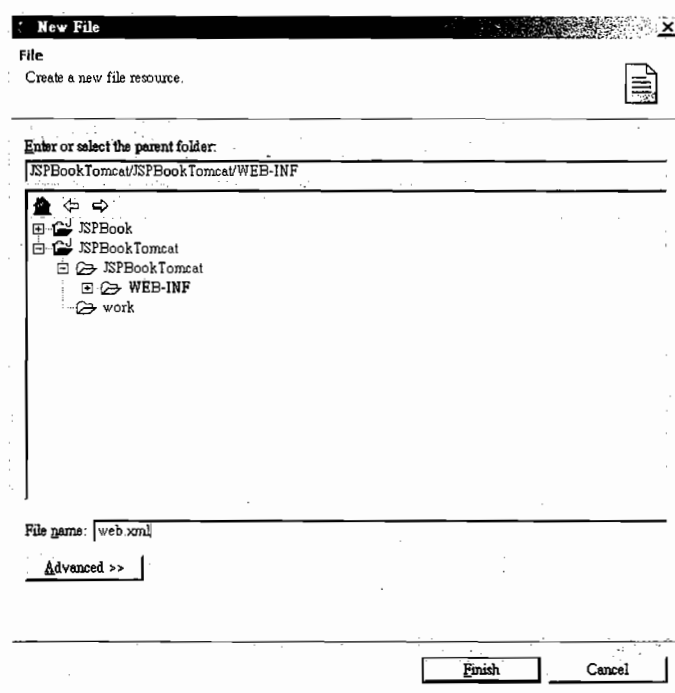 New File
File
Create a new file resource.
Enter or select the parent folder:
JSPBookTomcat/JSPBookTomcat/WEB-INF
JSPBook
JSPBookTomcat
JSPBookTomcat
WEB-INF
work
File name: web.xml
Advanced >>
Finish Cancel